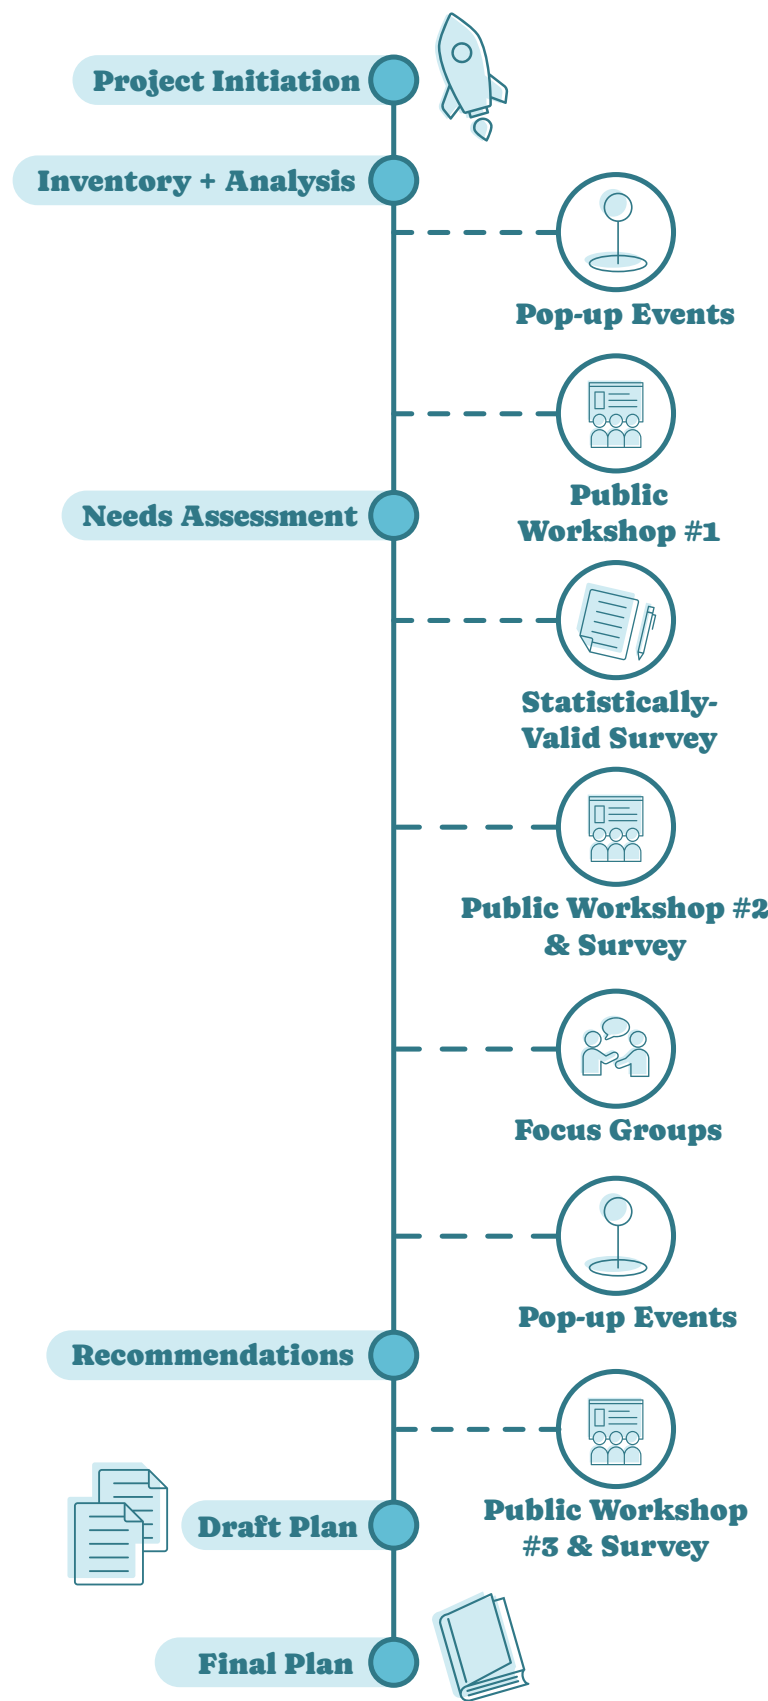 Project Initiation
Inventory + Analysis
Pop-up Events
Public
Workshop #1
Needs Assessment
Statistically-
Valid Survey
Public Workshop #2
& Survey
Focus Groups
Pop-up Events
Recommendations
Public Workshop
#3 & Survey
Draft Plan
Final Plan